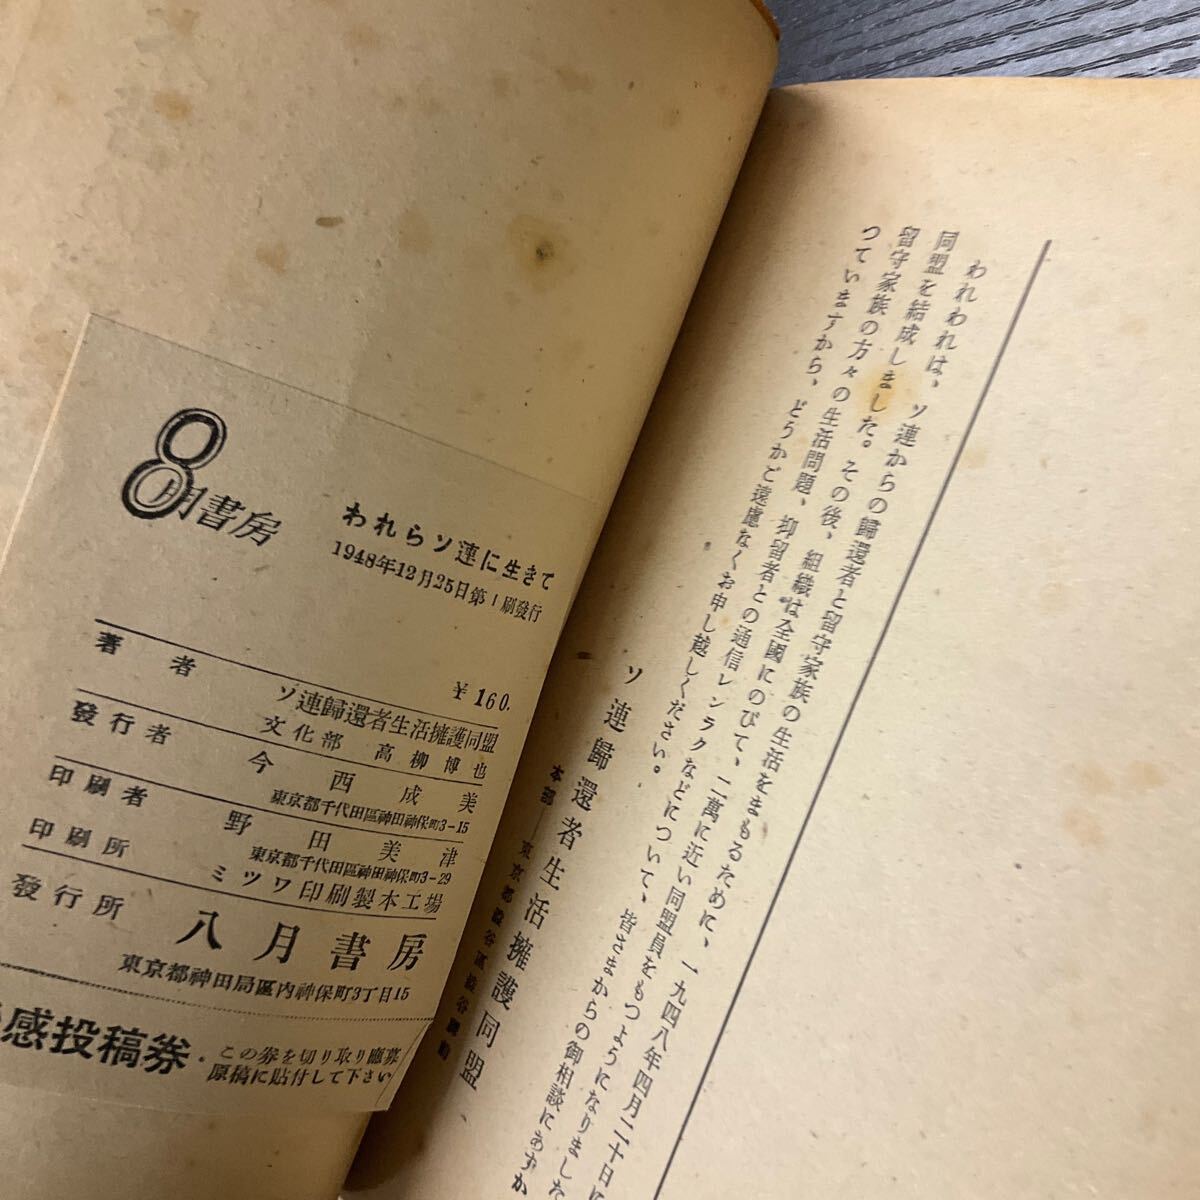 8月書房
われらソ連に生きて
1948年12月25日第1刷發行
¥160.
著者 ソ連歸還者生活擁護同盟
文化部 高柳博也
發行者 今西成美
東京都千代田區神田神保町3-15
印刷者 野田美津
東京都千代田區神田神保町3-29
印刷所 ミツワ印刷製本工場
發行所 八月書房
東京都神田局區内神保町3丁目15
感投稿券・この券を切り取り應募
原稿に貼付して下さい
われわれは、ソ連からの歸還者と留守家族の生活をまもるために、一九四八年四月二十日に
同盟を結成しました。その後、組織は全國にのびて、二萬に近い同盟員をもつようになりました
留守家族の方々の生活問題、抑留者との通信レンラクなどについて、皆さまからの御相談にあずか
つていますから、どうかご遠慮なくお申し越しください。
ソ連歸還者生活擁護同盟
本部―東京都澁谷區澁谷